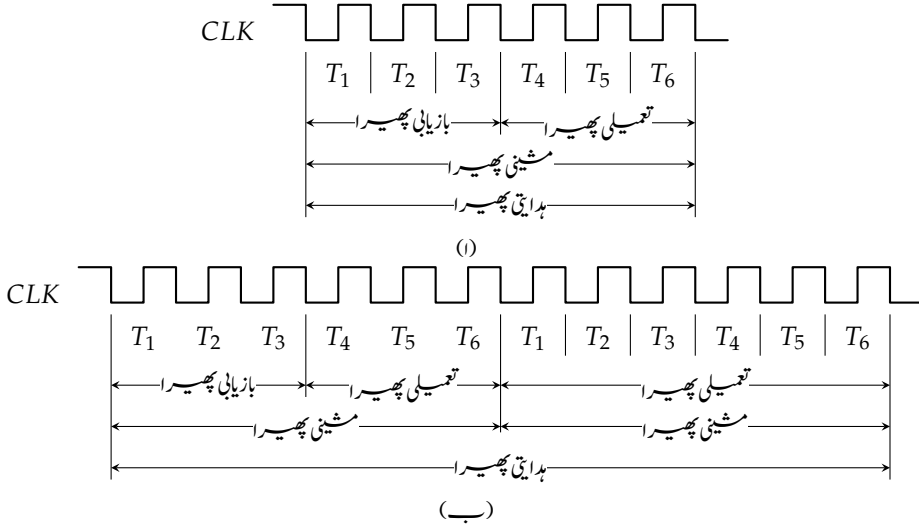 CLK
T1 T2 T3 T4 T5 T6
بازیابی پھیرا تعمیلی پھیرا
مشینی پھیرا
ہدایتی پھیرا
(ا)
CLK
T1 T2 T3 T4 T5 T6 T1 T2 T3 T4 T5 T6
بازیابی پھیرا تعمیلی پھیرا تعمیلی پھیرا
مشینی پھیرا مشینی پھیرا
ہدایتی پھیرا
(ب)